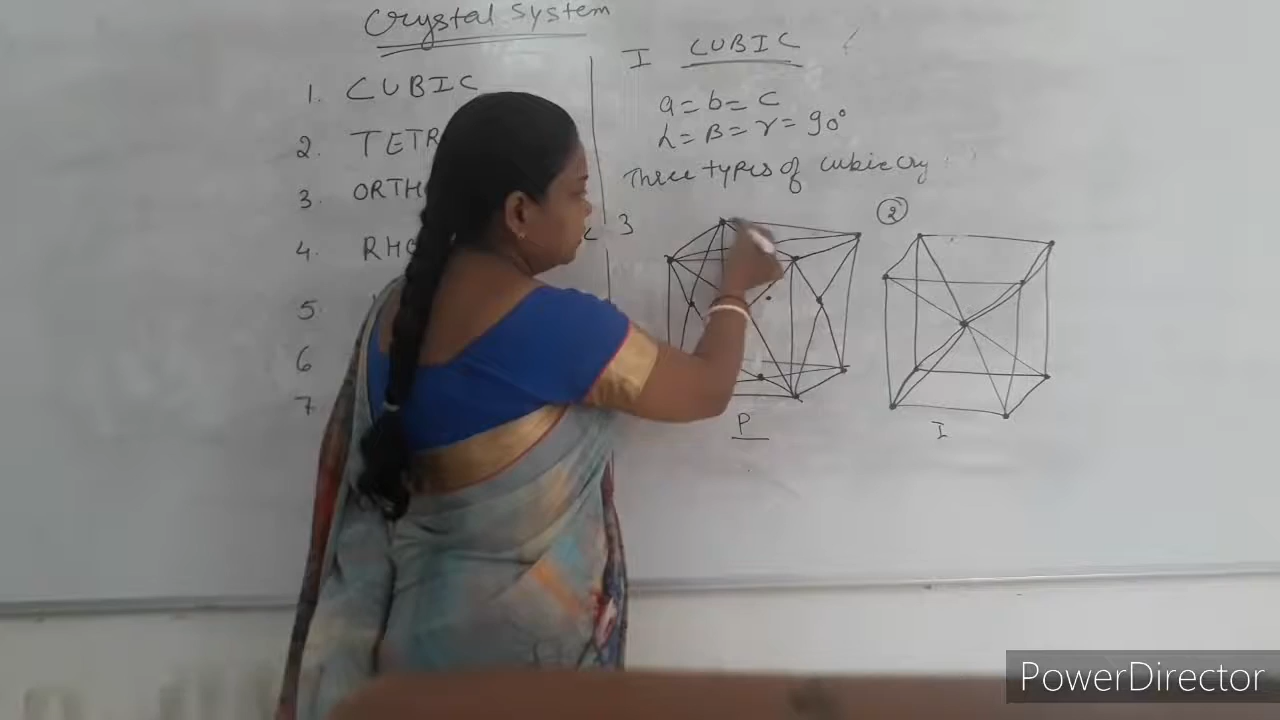 Crystal System
1. CUBIC
2. TETR
3. ORTH
4. RHO
5.
6
7.
I CUBIC
a = b = c
α = β = γ = 90°
Three types of cubic cry
3
P
②
I
PowerDirector